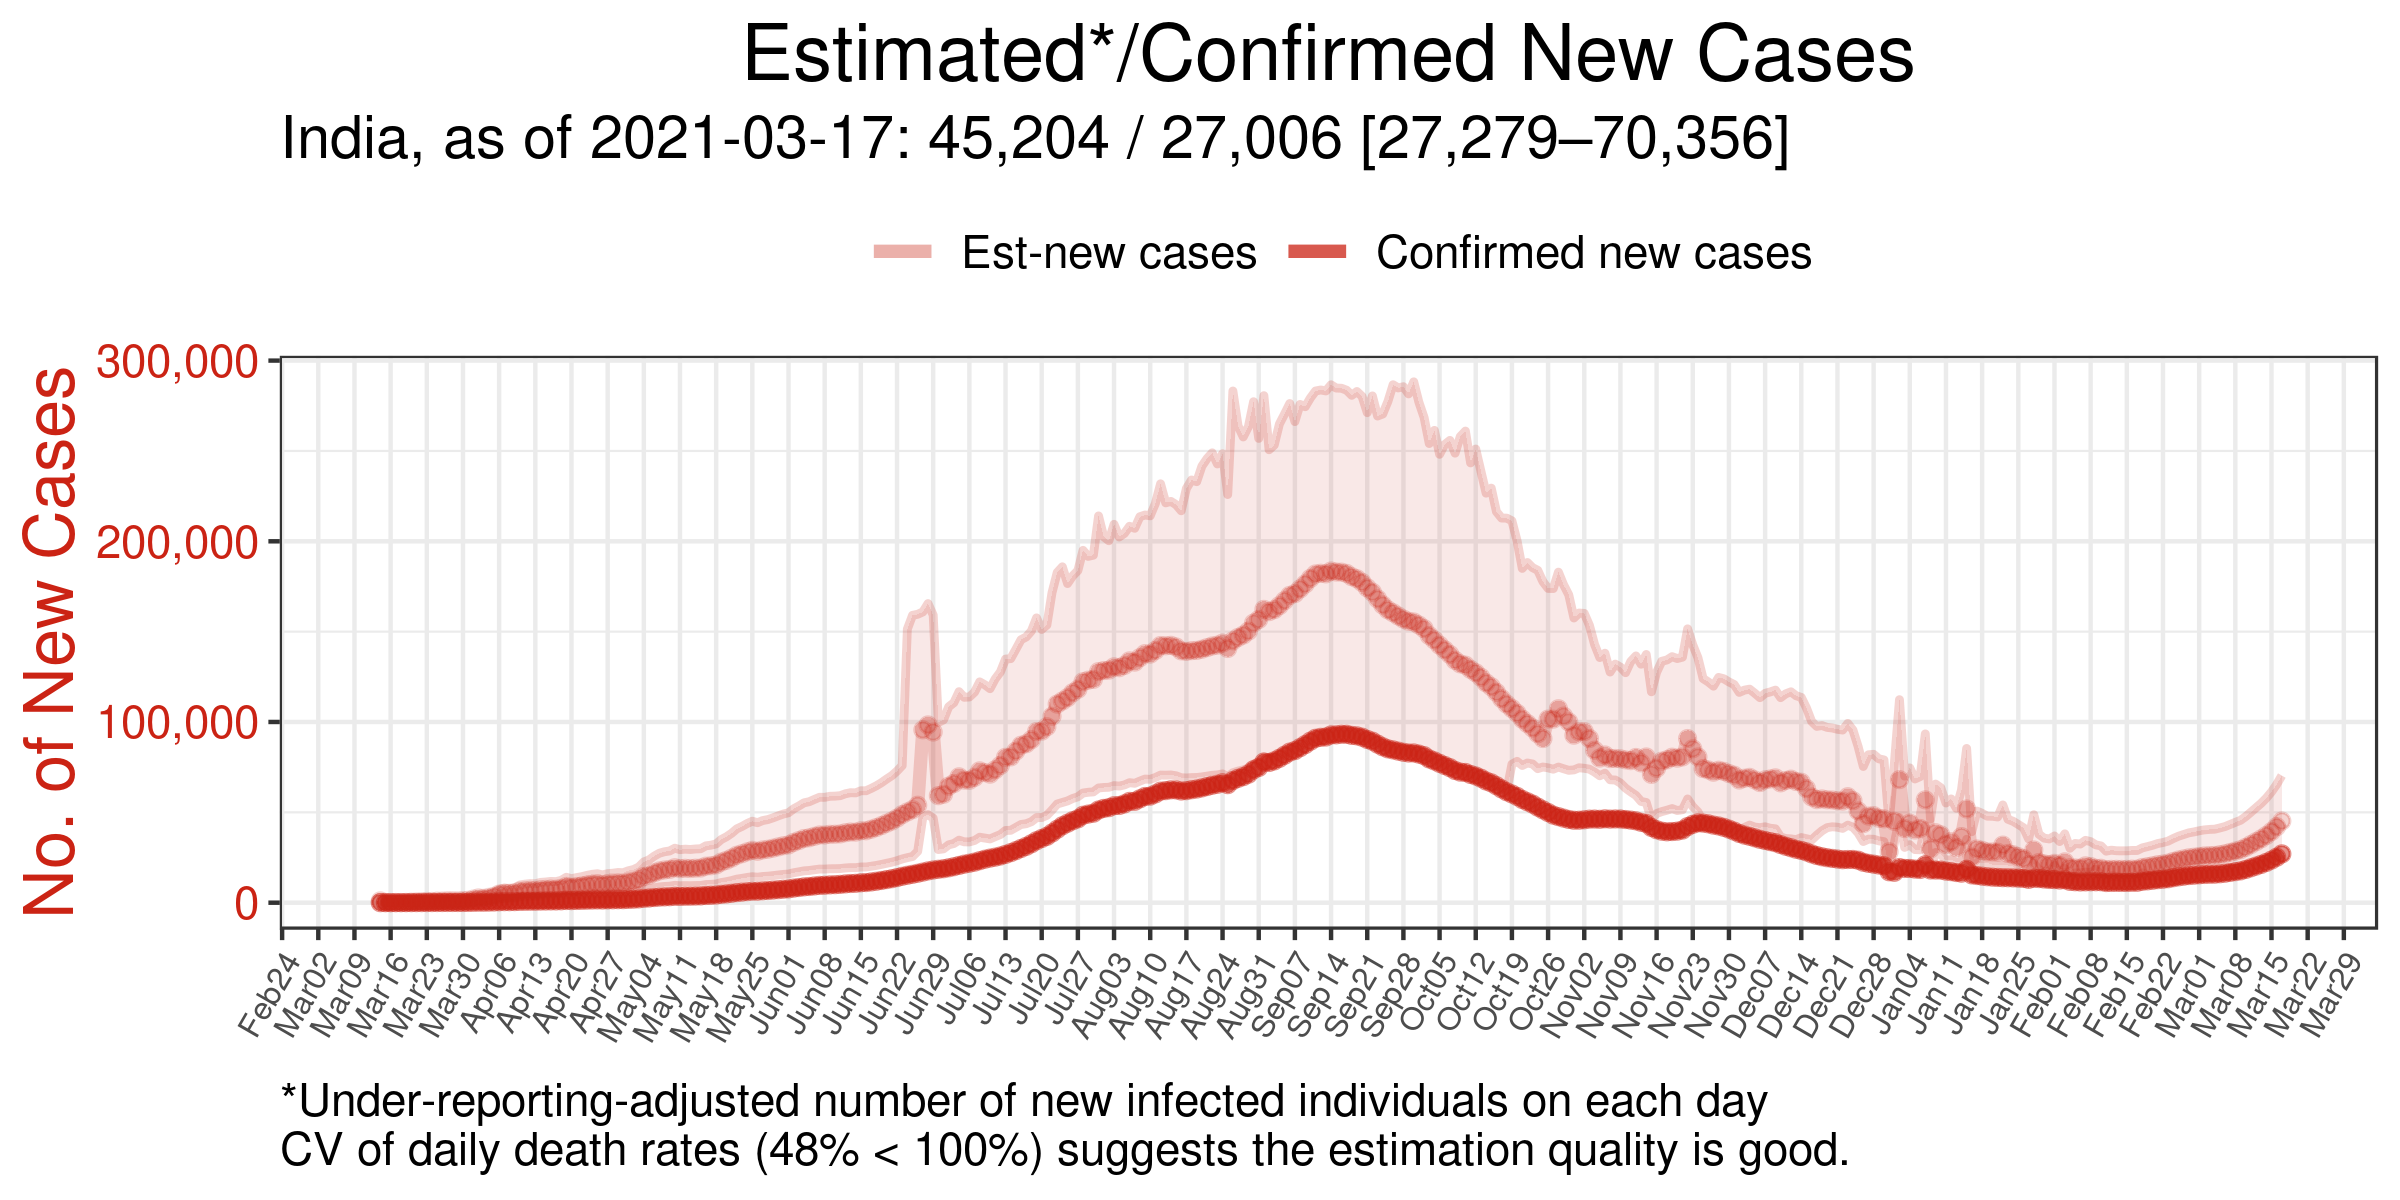 Estimated*/Confirmed New Cases
India, as of 2021-03-17: 45,204 / 27,006 [27,279–70,356]
Est-new cases Confirmed new cases
No. of New Cases
300,000
200,000
100,000
0
Feb24 Mar02 Mar09 Mar16 Mar23 Mar30 Apr06 Apr13 Apr20 Apr27 May04 May11 May18 May25 Jun01 Jun08 Jun15 Jun22 Jun29 Jul06 Jul13 Jul20 Jul27 Aug03 Aug10 Aug17 Aug24 Aug31 Sep07 Sep14 Sep21 Sep28 Oct05 Oct12 Oct19 Oct26 Nov02 Nov09 Nov16 Nov23 Nov30 Dec07 Dec14 Dec21 Dec28 Jan04 Jan11 Jan18 Jan25 Feb01 Feb08 Feb15 Feb22 Mar01 Mar08 Mar15 Mar22 Mar29
*Under-reporting-adjusted number of new infected individuals on each day
CV of daily death rates (48% < 100%) suggests the estimation quality is good.